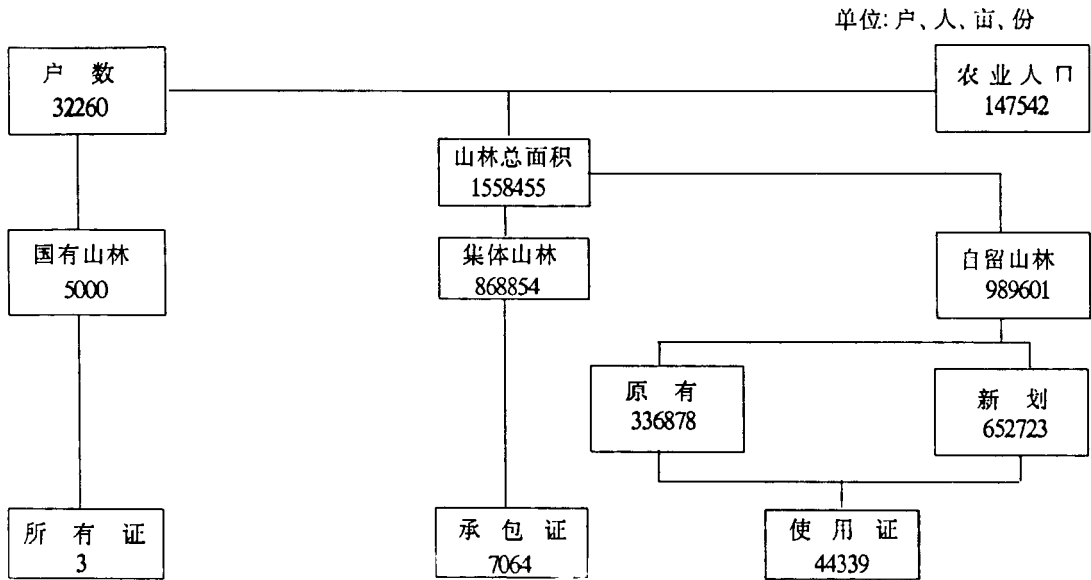 单位:户、人、亩、份
户 数
32260
农业人口
147542
山林总面积
1558455
国有山林
5000
集体山林
868854
自留山林
989601
原 有
336878
新 划
652723
所 有 证
3
承 包 证
7064
使 用 证
44339